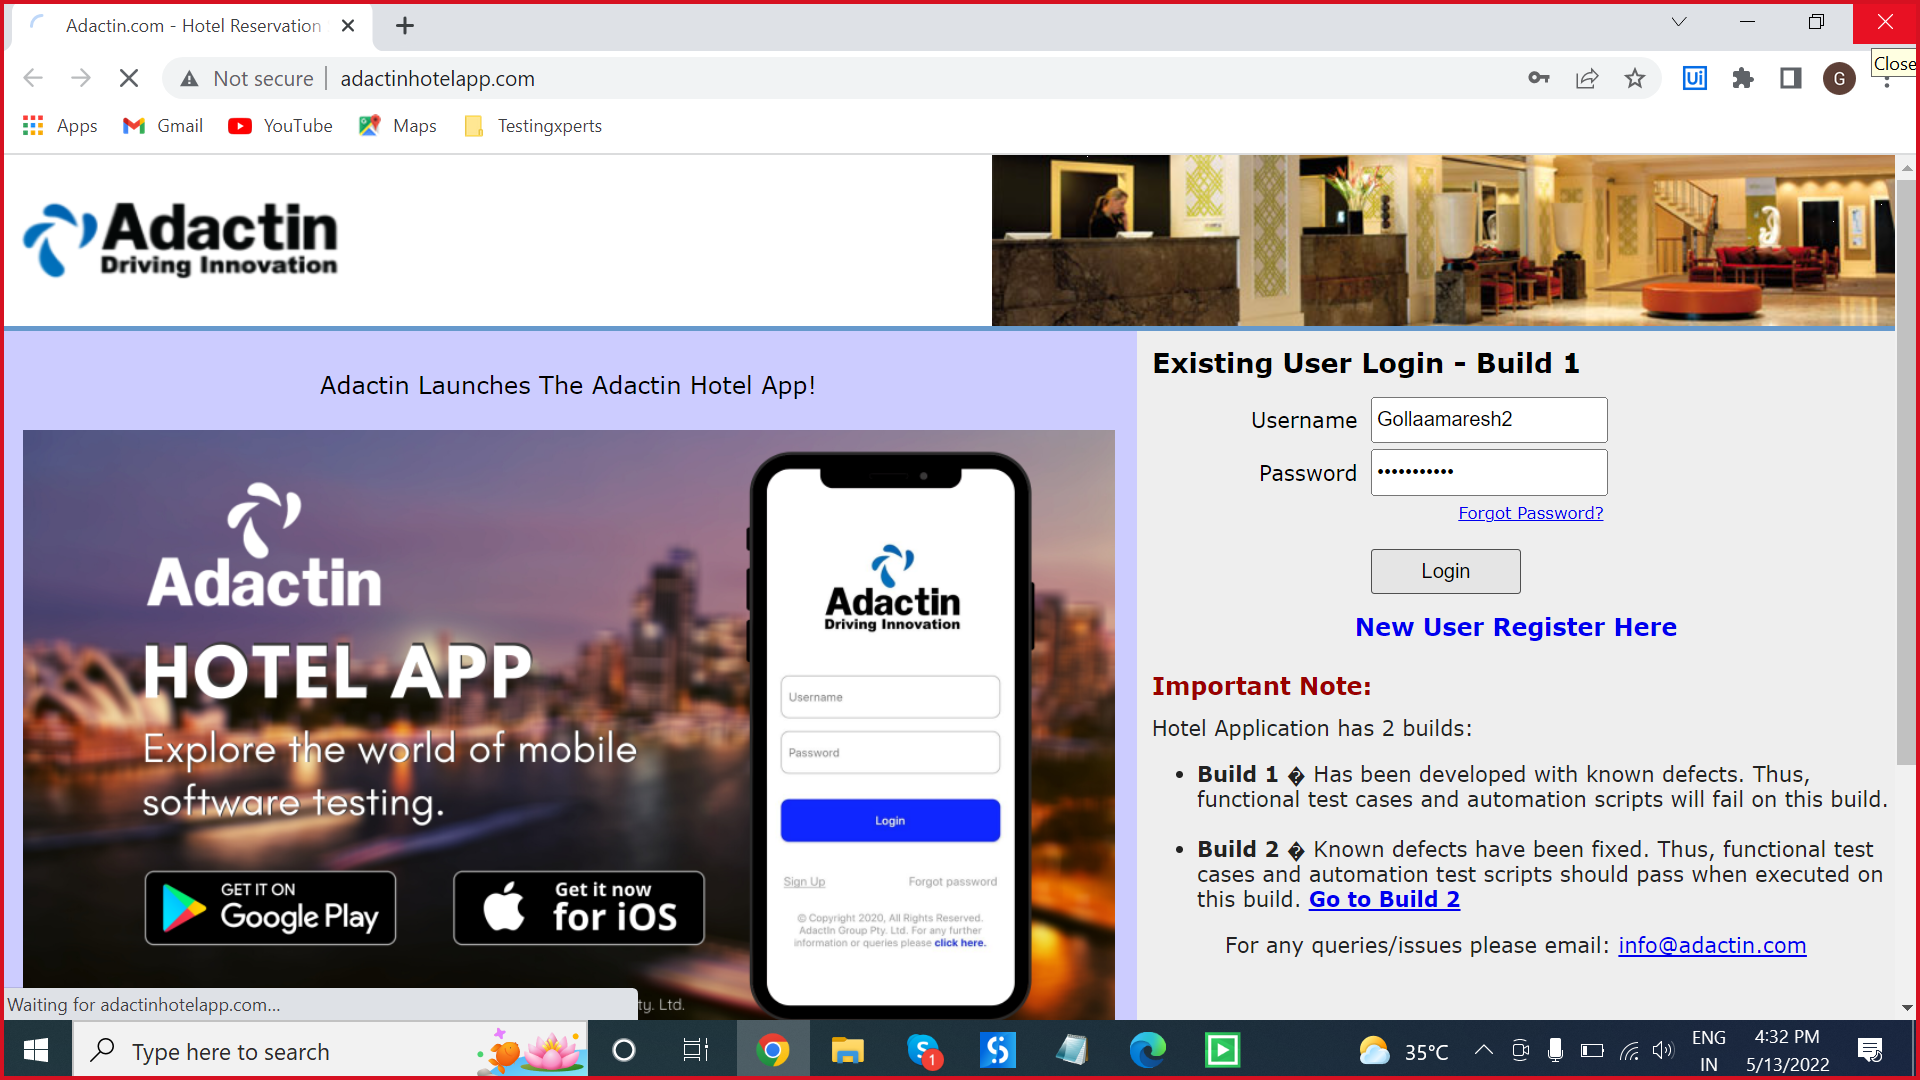 Adactin.com - Hotel Reservation
Close
Not secure
adactinhotelapp.com
Ui
G
Apps
Gmail
YouTube
Maps
Testingxperts
Adactin
Driving Innovation
Adactin Launches The Adactin Hotel App!
Adactin
HOTEL APP
Explore the world of mobile
software testing.
GET IT ON
Google Play
Get it now
for iOS
Adactin
Driving Innovation
Username
Password
Login
Sign Up
Forgot password
© Copyright 2020, All Rights Reserved.
AdactIn Group Pty. Ltd. For any further
information or queries please click here.
ty. Ltd.
Existing User Login - Build 1
Username
Gollaamaresh2
Password
•••••••••••
Forgot Password?
Login
New User Register Here
Important Note:
Hotel Application has 2 builds:
• Build 1 � Has been developed with known defects. Thus,
functional test cases and automation scripts will fail on this build.
• Build 2 � Known defects have been fixed. Thus, functional test
cases and automation test scripts should pass when executed on
this build. Go to Build 2
For any queries/issues please email: info@adactin.com
Waiting for adactinhotelapp.com...
Type here to search
S
1
35°C
ENG
IN
4:32 PM
5/13/2022